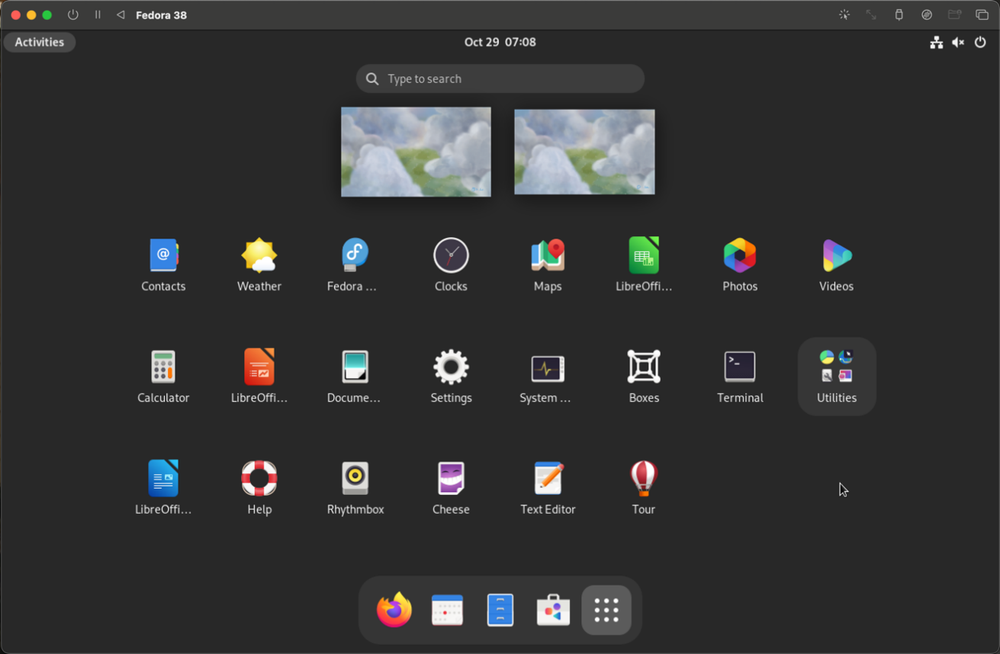 Fedora 38
Activities
Oct 29 07:08
Type to search
Contacts
Weather
Fedora ...
Clocks
Maps
LibreOffi...
Photos
Videos
Calculator
LibreOffi...
Docume...
Settings
System ...
Boxes
Terminal
Utilities
LibreOffi...
Help
Rhythmbox
Cheese
Text Editor
Tour